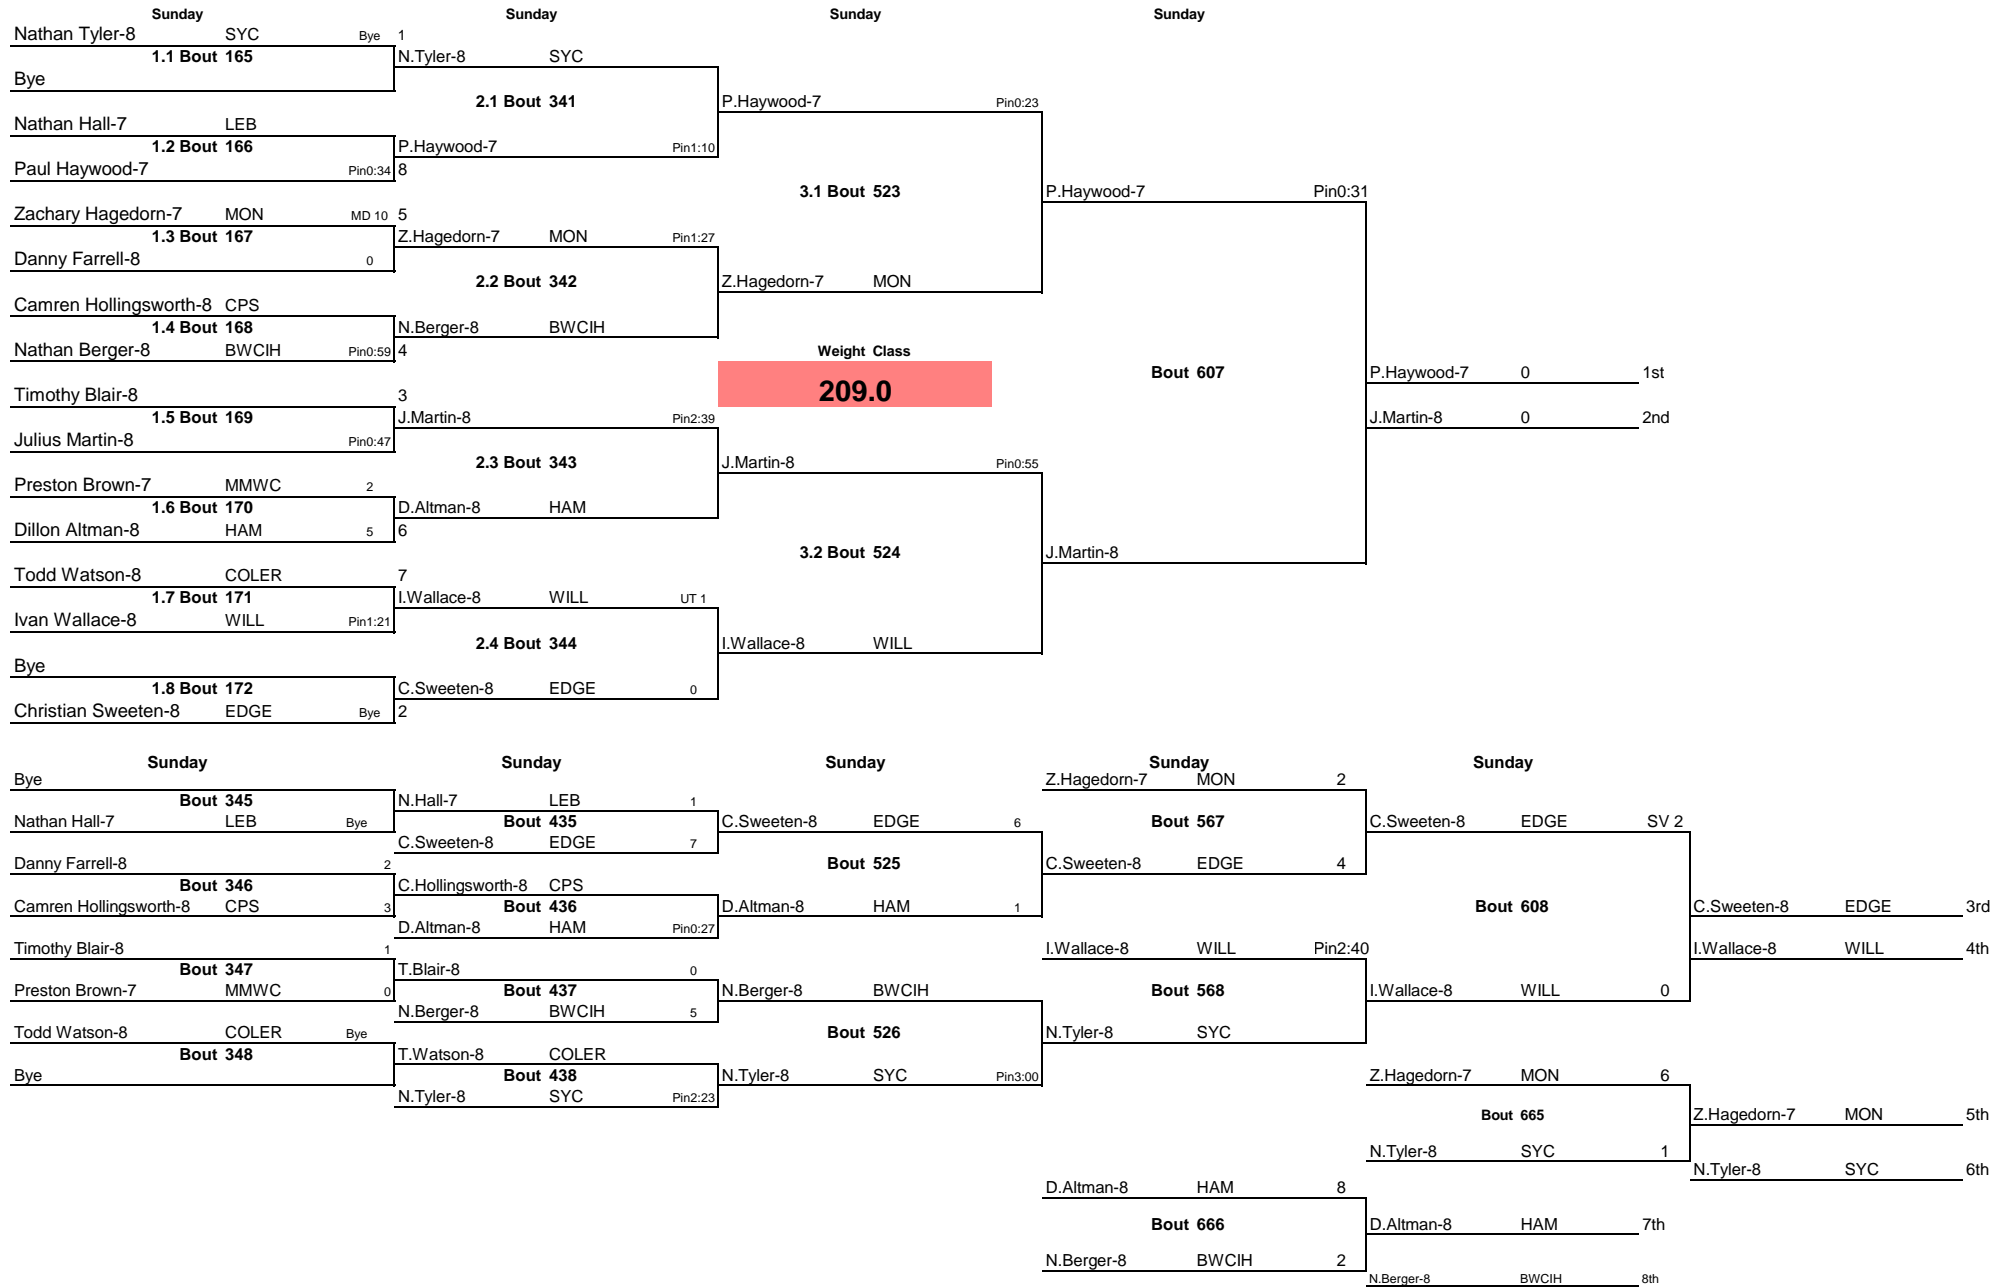 Sunday Sunday Sunday Sunday
Nathan Tyler-8 SYC Bye 1
1.1 Bout 165 N.Tyler-8 SYC
Bye
2.1 Bout 341 P.Haywood-7 Pin0:23
Nathan Hall-7 LEB
1.2 Bout 166 P.Haywood-7 Pin1:10
Paul Haywood-7 Pin0:34 8
3.1 Bout 523 P.Haywood-7 Pin0:31
Zachary Hagedorn-7 MON MD 10 5
1.3 Bout 167 Z.Hagedorn-7 MON Pin1:27
Danny Farrell-8 0
2.2 Bout 342 Z.Hagedorn-7 MON
Camren Hollingsworth-8 CPS
1.4 Bout 168 N.Berger-8 BWCIH
Nathan Berger-8 BWCIH Pin0:59 4 Weight Class
Bout 607 P.Haywood-7 0 1st
Timothy Blair-8 3 209.0
1.5 Bout 169 J.Martin-8 Pin2:39 J.Martin-8 0 2nd
Julius Martin-8 Pin0:47
2.3 Bout 343 J.Martin-8 Pin0:55
Preston Brown-7 MMWC 2
1.6 Bout 170 D.Altman-8 HAM
Dillon Altman-8 HAM 5 6
3.2 Bout 524 J.Martin-8
Todd Watson-8 COLER 7
1.7 Bout 171 I.Wallace-8 WILL UT 1
Ivan Wallace-8 WILL Pin1:21
2.4 Bout 344 I.Wallace-8 WILL
Bye
1.8 Bout 172 C.Sweeten-8 EDGE 0
Christian Sweeten-8 EDGE Bye 2
Sunday Sunday Sunday Sunday Sunday
Bye Z.Hagedorn-7 MON 2
Bout 345 N.Hall-7 LEB 1
Nathan Hall-7 LEB Bye Bout 435 C.Sweeten-8 EDGE 6 Bout 567 C.Sweeten-8 EDGE SV 2
C.Sweeten-8 EDGE 7
Danny Farrell-8 2 Bout 525 C.Sweeten-8 EDGE 4
Bout 346 C.Hollingsworth-8 CPS
Camren Hollingsworth-8 CPS 3 Bout 436 D.Altman-8 HAM 1 Bout 608 C.Sweeten-8 EDGE 3rd
D.Altman-8 HAM Pin0:27
Timothy Blair-8 1 I.Wallace-8 WILL Pin2:40 I.Wallace-8 WILL 4th
Bout 347 T.Blair-8 0
Preston Brown-7 MMWC 0 Bout 437 N.Berger-8 BWCIH Bout 568 I.Wallace-8 WILL 0
N.Berger-8 BWCIH 5
Todd Watson-8 COLER Bye Bout 526 N.Tyler-8 SYC
Bout 348 T.Watson-8 COLER
Bye Bout 438 N.Tyler-8 SYC Pin3:00 Z.Hagedorn-7 MON 6
N.Tyler-8 SYC Pin2:23
Bout 665 Z.Hagedorn-7 MON 5th
N.Tyler-8 SYC 1
N.Tyler-8 SYC 6th
D.Altman-8 HAM 8
Bout 666 D.Altman-8 HAM 7th
N.Berger-8 BWCIH 2
N.Berger-8 BWCIH 8th